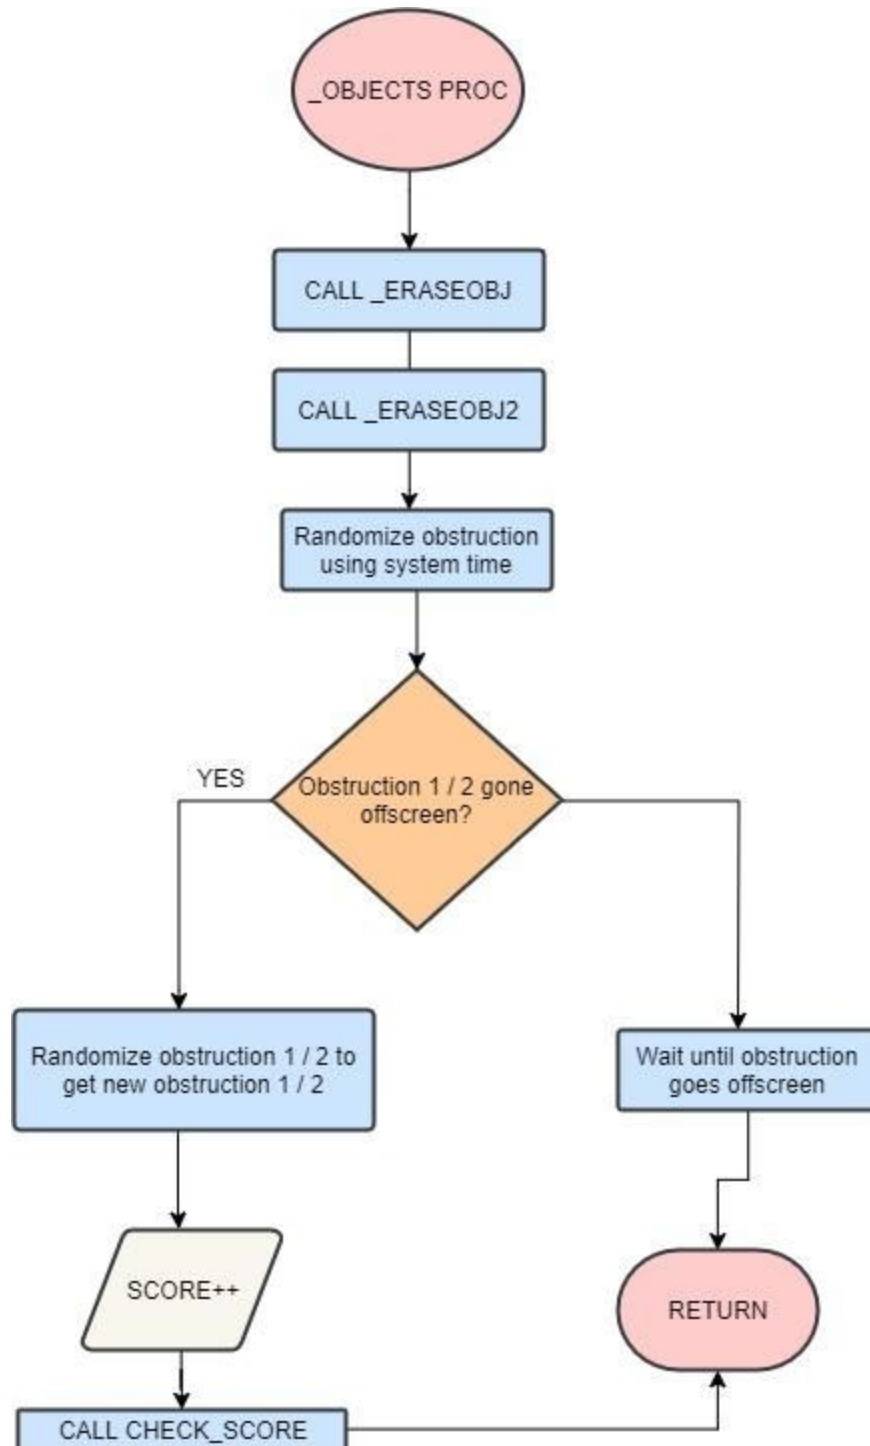 _OBJECTS PROC
CALL _ERASEOBJ
CALL _ERASEOBJ2
Randomize obstruction
using system time
YES
Obstruction 1 / 2 gone
offscreen?
Randomize obstruction 1 / 2 to
get new obstruction 1 / 2
Wait until obstruction
goes offscreen
SCORE++
RETURN
CALL CHECK_SCORE